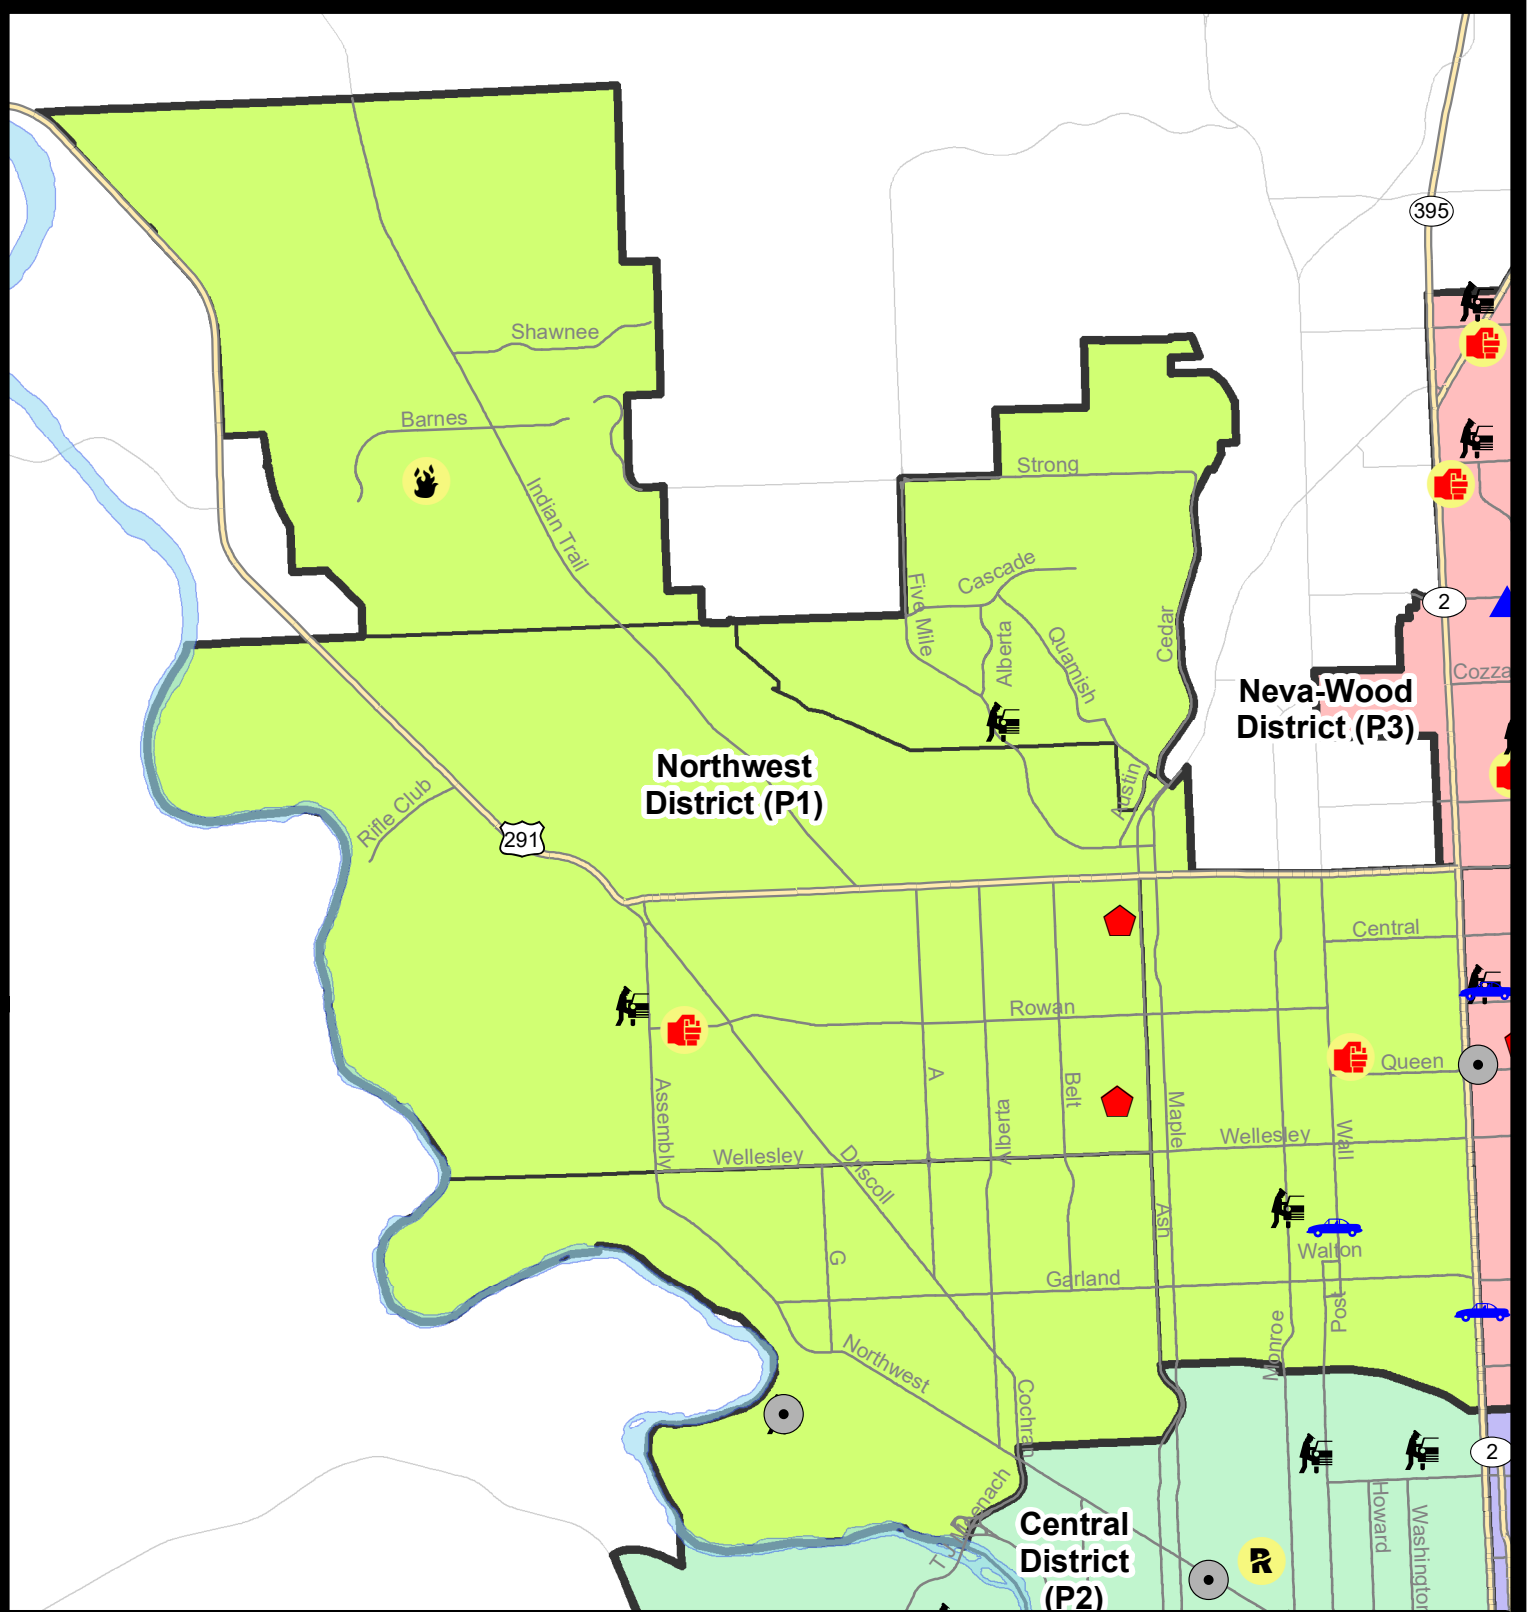 395
Shawnee
Barnes
Strong
Indian Trail
Cascade
Five Mile
Alberta
Quamish
Cedar
2
Cozza
Neva-Wood
District (P3)
Northwest
District (P1)
Austin
Rifle Club
291
Central
Rowan
Queen
A
Belt
Assembly
Alberta
Maple
Wall
Wellesley
Wellesley
Driscoll
Ash
G
Walton
Garland
Post
Monroe
Northwest
Cochran
2
Howard
Washington
Central
District
(P2)
R